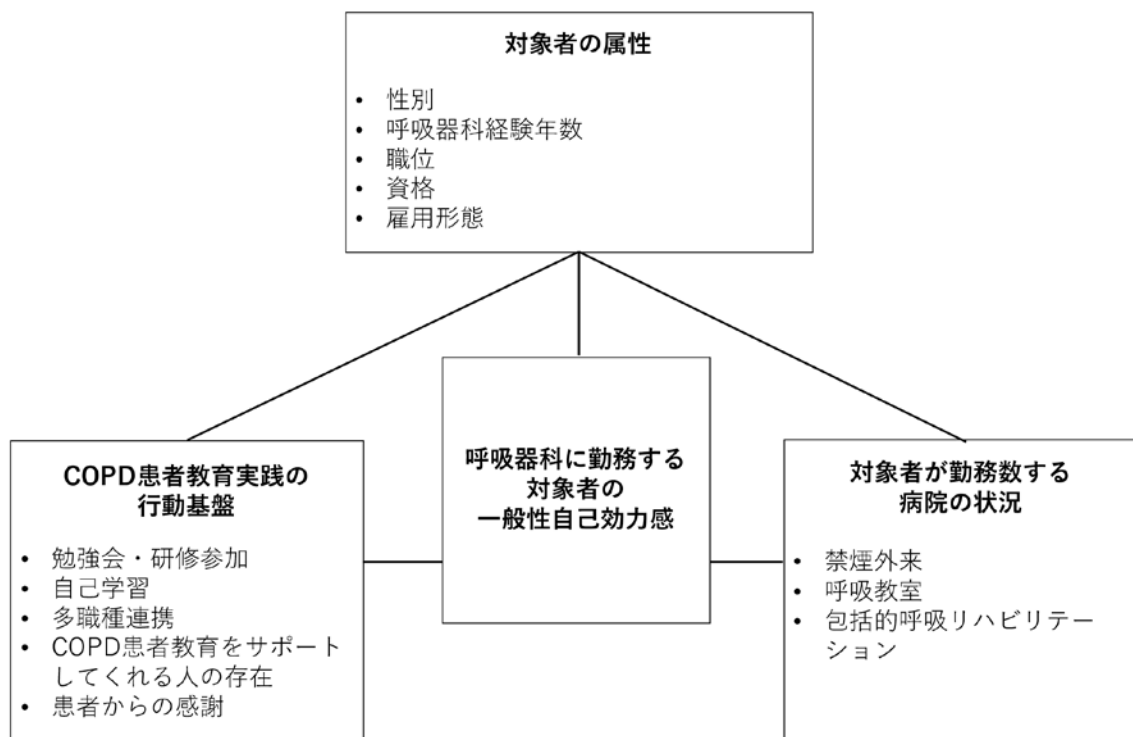 対象者の属性
• 性別
• 呼吸器科経験年数
• 職位
• 資格
• 雇用形態
呼吸器科に勤務する
対象者の
一般性自己効力感
COPD患者教育実践の
行動基盤
• 勉強会・研修参加
• 自己学習
• 多職種連携
• COPD患者教育をサポート
してくれる人の存在
• 患者からの感謝
対象者が勤務数する
病院の状況
• 禁煙外来
• 呼吸教室
• 包括的呼吸リハビリテー
ション